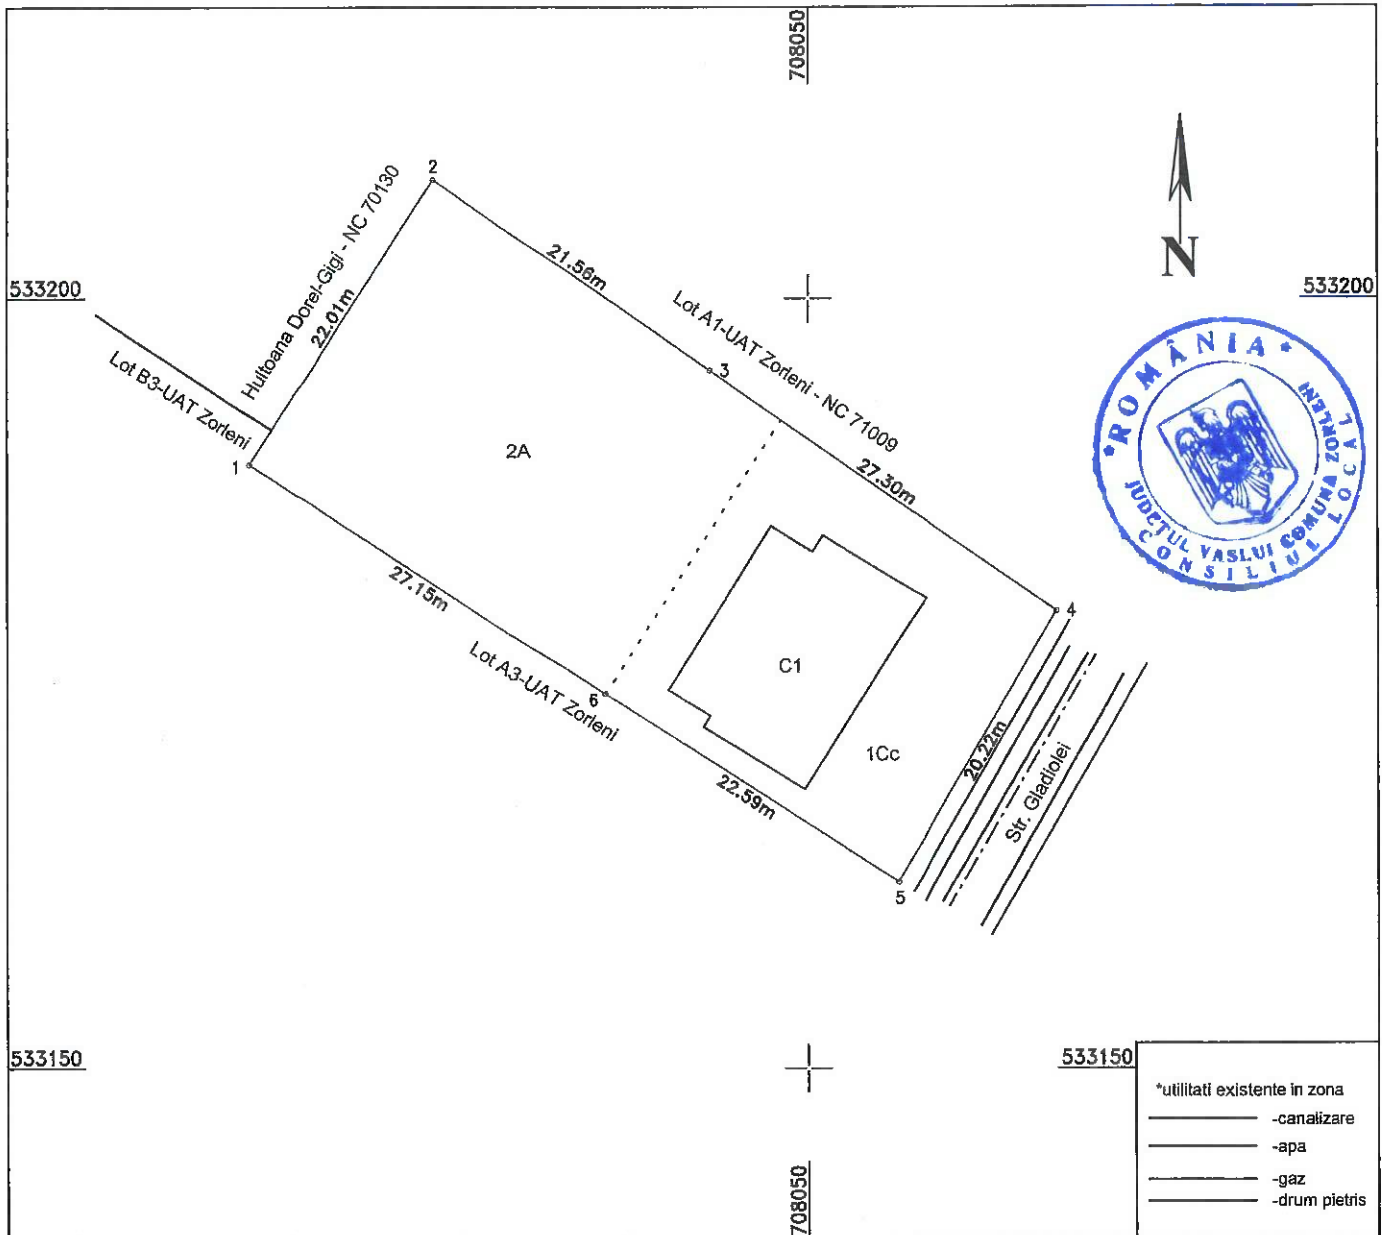 708050
2
Hultoana Dorel-Gigi - NC 70130
22.01m
21.56m
Lot A1-UAT Zorleni - NC 71009
N
533200
533200
3
Lot B3-UAT Zorleni
1
2A
27.30m
*ROMÂNIA*
JUDEŢUL VASLUI COMUNA ZORLENI
CONSILIUL LOCAL
27.15m
4
Lot A3-UAT Zorleni
6
C1
1Cc
20.22m
Str. Gladiolei
22.59m
5
533150
533150
708050
*utilitati existente in zona
-canalizare
-apa
-gaz
-drum pietris